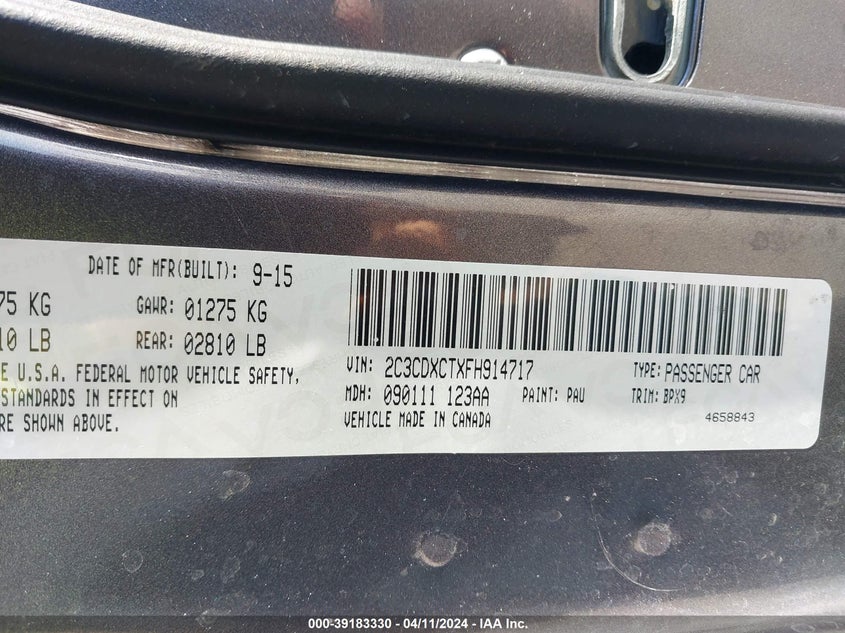 DATE OF MFR(BUILT): 9-15
75 KG GAWR: 01275 KG
10 LB REAR: 02810 LB
E U.S.A. FEDERAL MOTOR VEHICLE SAFETY,
STANDARDS IN EFFECT ON
RE SHOWN ABOVE.
VIN: 2C3CDXCTXFH914717 TYPE: PASSENGER CAR
MDH: 090111 123AA PAINT: PAU TRIM: BPX9
VEHICLE MADE IN CANADA 4658843
000-39183330 - 04/11/2024 - IAA Inc.